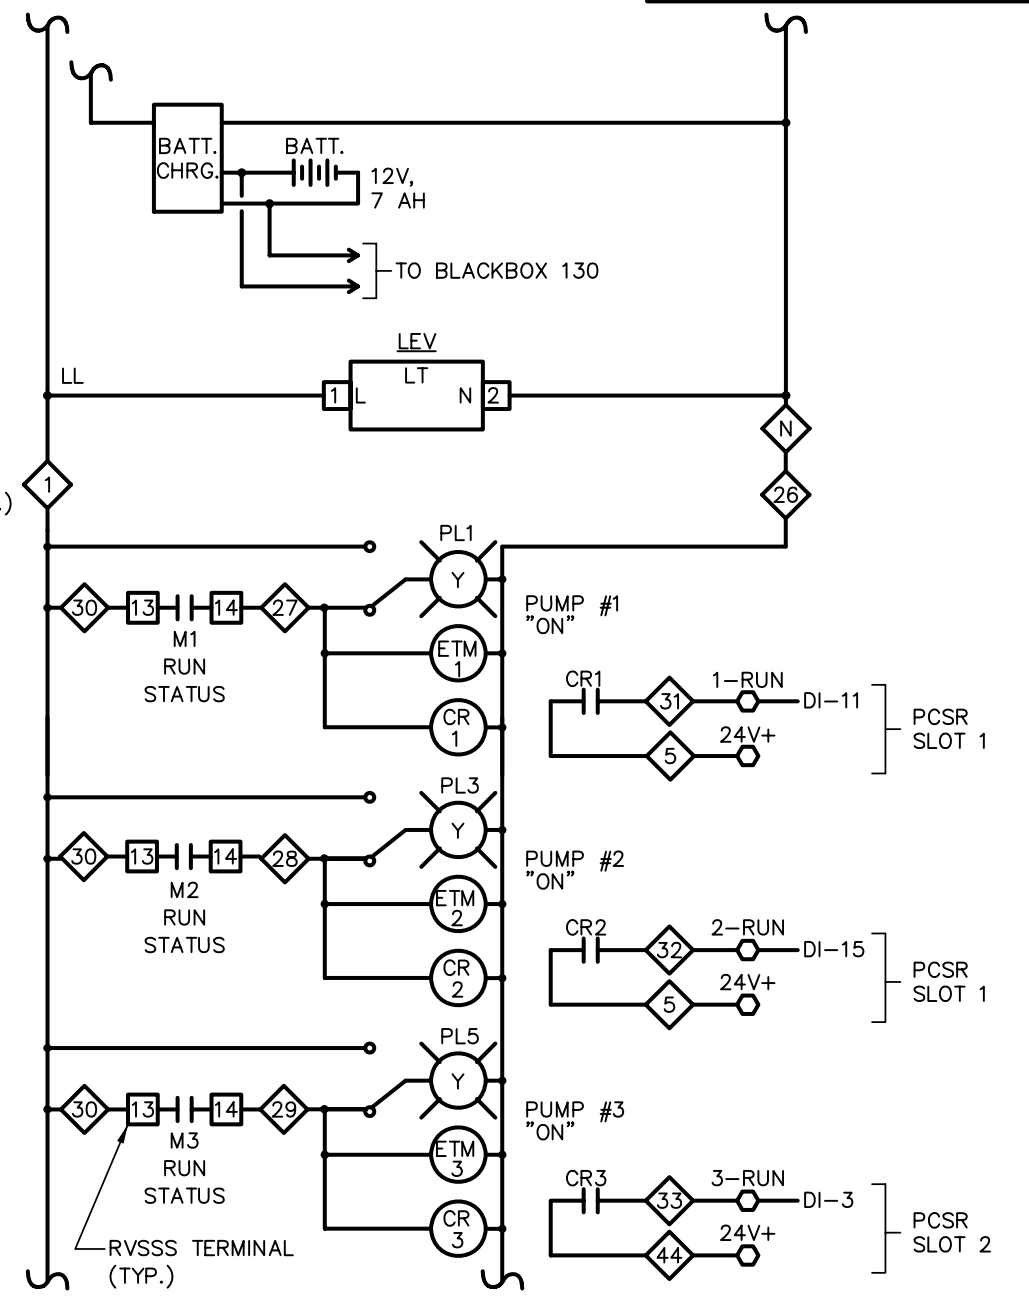 BATT.
CHRG.
BATT.
12V,
7 AH
TO BLACKBOX 130
LEV
LT
LL
1
L
N
2
N
1
26
.)
PL1
Y
30
13
14
27
M1
RUN
STATUS
ETM
1
CR
1
PUMP #1
"ON"
CR1
31
1-RUN
DI-11
5
24V+
PCSR
SLOT 1
PL3
Y
30
13
14
28
M2
RUN
STATUS
ETM
2
CR
2
PUMP #2
"ON"
CR2
32
2-RUN
DI-15
5
24V+
PCSR
SLOT 1
PL5
Y
30
13
14
29
M3
RUN
STATUS
ETM
3
CR
3
PUMP #3
"ON"
CR3
33
3-RUN
DI-3
44
24V+
PCSR
SLOT 2
RVSSS TERMINAL
(TYP.)